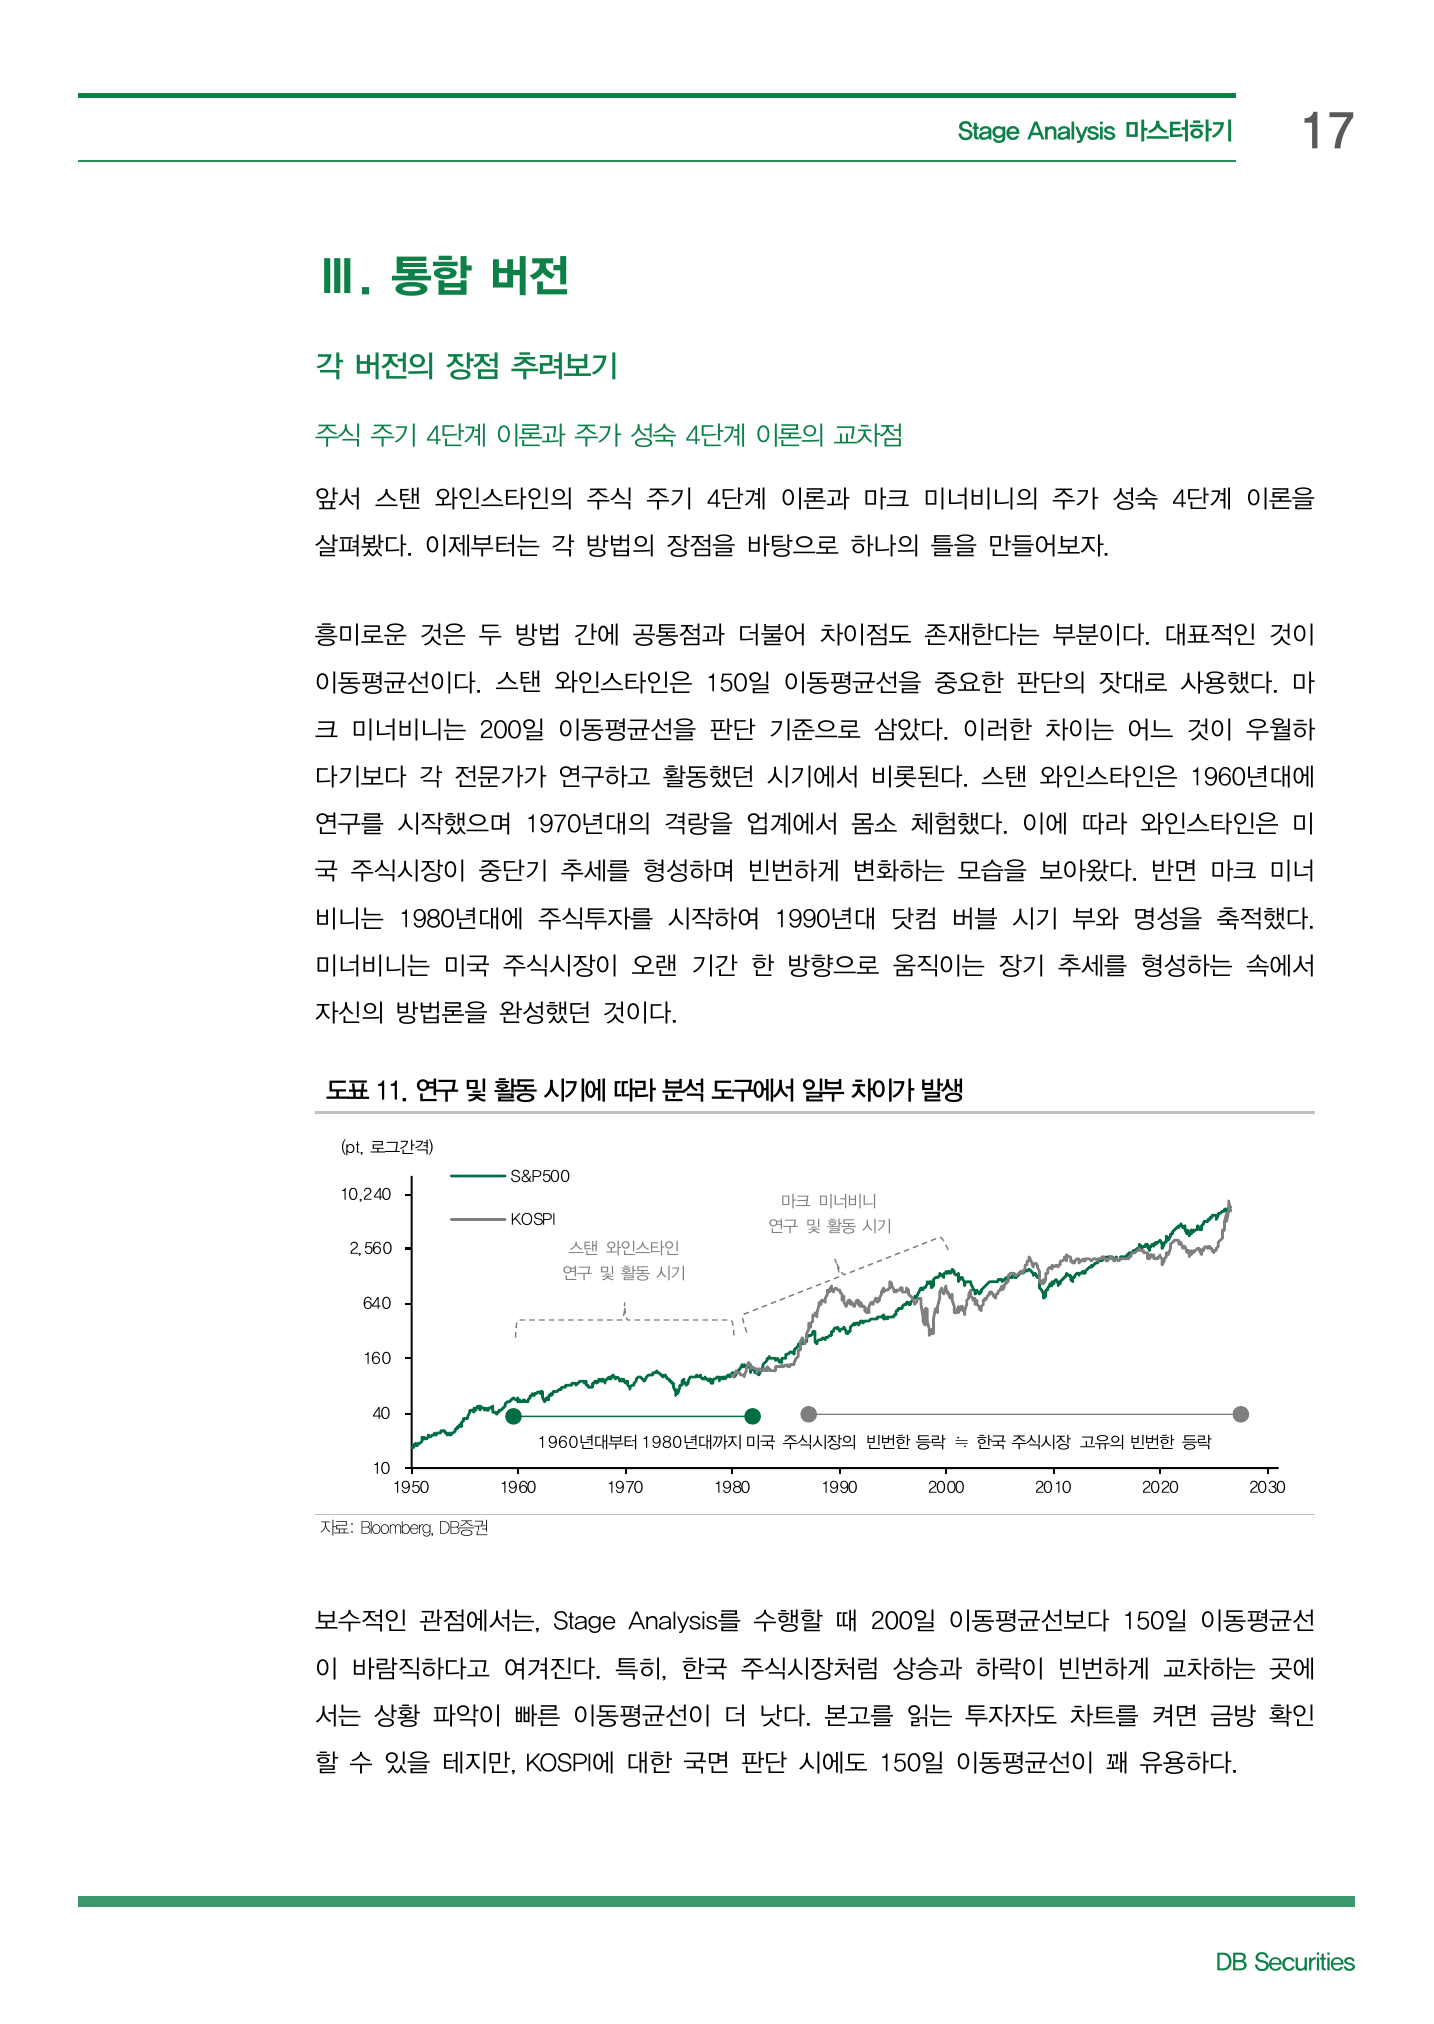 Stage Analysis 마스터하기
17
Ⅲ. 통합 버전
각 버전의 장점 추려보기
주식 주기 4단계 이론과 주가 성숙 4단계 이론의 교차점
앞서 스탠 와인스타인의 주식 주기 4단계 이론과 마크 미너비니의 주가 성숙 4단계 이론을
살펴봤다. 이제부터는 각 방법의 장점을 바탕으로 하나의 틀을 만들어보자.
흥미로운 것은 두 방법 간에 공통점과 더불어 차이점도 존재한다는 부분이다. 대표적인 것이
이동평균선이다. 스탠 와인스타인은 150일 이동평균선을 중요한 판단의 잣대로 사용했다. 마
크 미너비니는 200일 이동평균선을 판단 기준으로 삼았다. 이러한 차이는 어느 것이 우월하
다기보다 각 전문가가 연구하고 활동했던 시기에서 비롯된다. 스탠 와인스타인은 1960년대에
연구를 시작했으며 1970년대의 격랑을 업계에서 몸소 체험했다. 이에 따라 와인스타인은 미
국 주식시장이 중단기 추세를 형성하며 빈번하게 변화하는 모습을 보아왔다. 반면 마크 미너
비니는 1980년대에 주식투자를 시작하여 1990년대 닷컴 버블 시기 부와 명성을 축적했다.
미너비니는 미국 주식시장이 오랜 기간 한 방향으로 움직이는 장기 추세를 형성하는 속에서
자신의 방법론을 완성했던 것이다.
도표 11. 연구 및 활동 시기에 따라 분석 도구에서 일부 차이가 발생
(pt, 로그간격)
S&P500
KOSPI
마크 미너비니
연구 및 활동 시기
스탠 와인스타인
연구 및 활동 시기
10,240
2,560
640
160
40
10
1960년대부터 1980년대까지 미국 주식시장의 빈번한 등락 ≒ 한국 주식시장 고유의 빈번한 등락
1950 1960 1970 1980 1990 2000 2010 2020 2030
자료: Bloomberg, DB증권
보수적인 관점에서는, Stage Analysis를 수행할 때 200일 이동평균선보다 150일 이동평균선
이 바람직하다고 여겨진다. 특히, 한국 주식시장처럼 상승과 하락이 빈번하게 교차하는 곳에
서는 상황 파악이 빠른 이동평균선이 더 낫다. 본고를 읽는 투자자도 차트를 켜면 금방 확인
할 수 있을 테지만, KOSPI에 대한 국면 판단 시에도 150일 이동평균선이 꽤 유용하다.
DB Securities